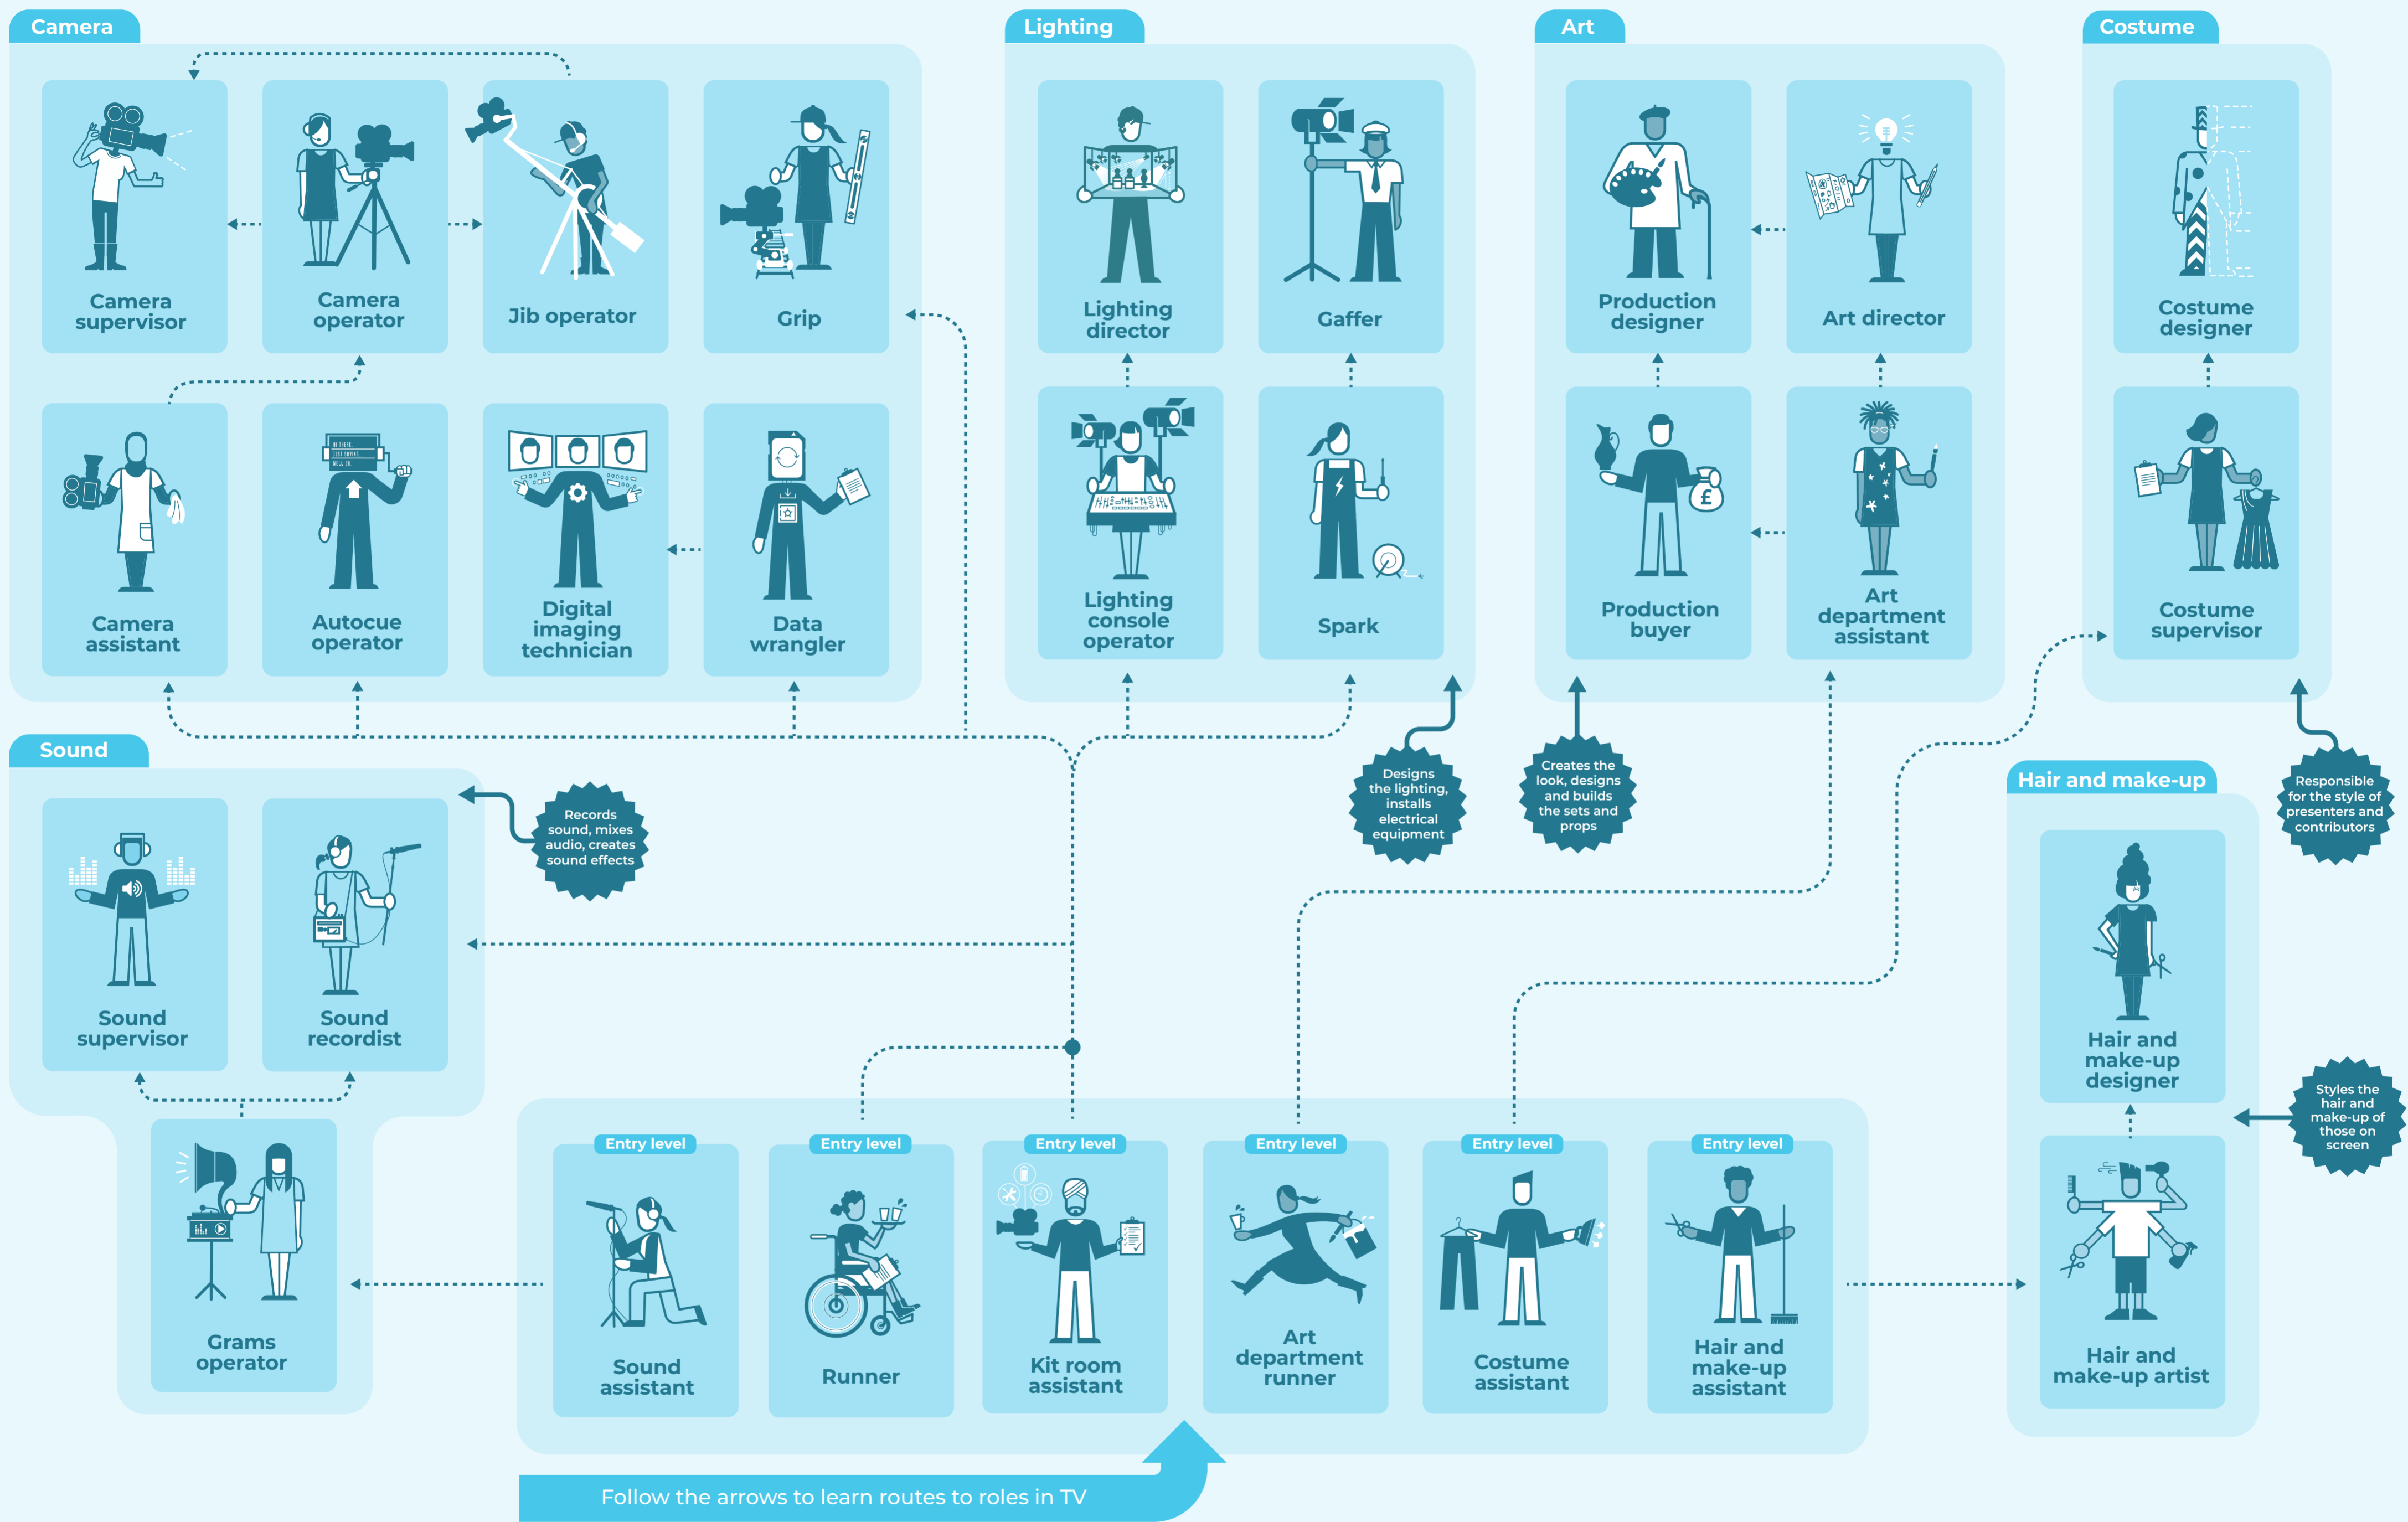 Camera
Camera
supervisor
Camera
operator
Jib operator
Grip
Camera
assistant
HI THERE.
JUST SAYING...
WELL OK.
Autocue
operator
Digital
imaging
technician
Data
wrangler
Lighting
Lighting
director
Gaffer
Lighting
console
operator
Spark
Designs
the lighting,
installs
electrical
equipment
Art
Production
designer
Art director
£
Production
buyer
Art
department
assistant
Creates the
look, designs
and builds
the sets and
props
Costume
Costume
designer
Costume
supervisor
Responsible
for the style of
presenters and
contributors
Sound
Sound
supervisor
Sound
recordist
Records
sound, mixes
audio, creates
sound effects
Grams
operator
Hair and make-up
Hair and
make-up
designer
Hair and
make-up artist
Styles the
hair and
make-up of
those on
screen
Entry level
Sound
assistant
Entry level
Runner
Entry level
Kit room
assistant
Entry level
Art
department
runner
Entry level
Costume
assistant
Entry level
Hair and
make-up
assistant
Follow the arrows to learn routes to roles in TV